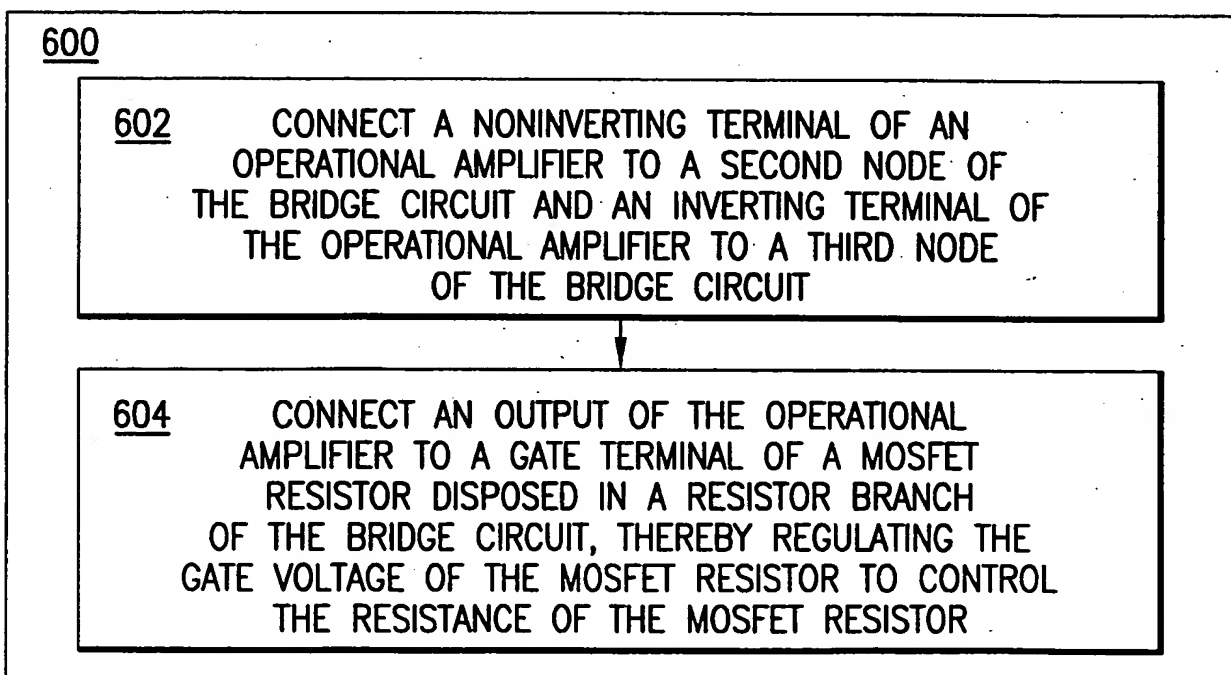 600
602 CONNECT A NONINVERTING TERMINAL OF AN
OPERATIONAL AMPLIFIER TO A SECOND NODE OF
THE BRIDGE CIRCUIT AND AN INVERTING TERMINAL OF
THE OPERATIONAL AMPLIFIER TO A THIRD NODE
OF THE BRIDGE CIRCUIT
604 CONNECT AN OUTPUT OF THE OPERATIONAL
AMPLIFIER TO A GATE TERMINAL OF A MOSFET
RESISTOR DISPOSED IN A RESISTOR BRANCH
OF THE BRIDGE CIRCUIT, THEREBY REGULATING THE
GATE VOLTAGE OF THE MOSFET RESISTOR TO CONTROL
THE RESISTANCE OF THE MOSFET RESISTOR